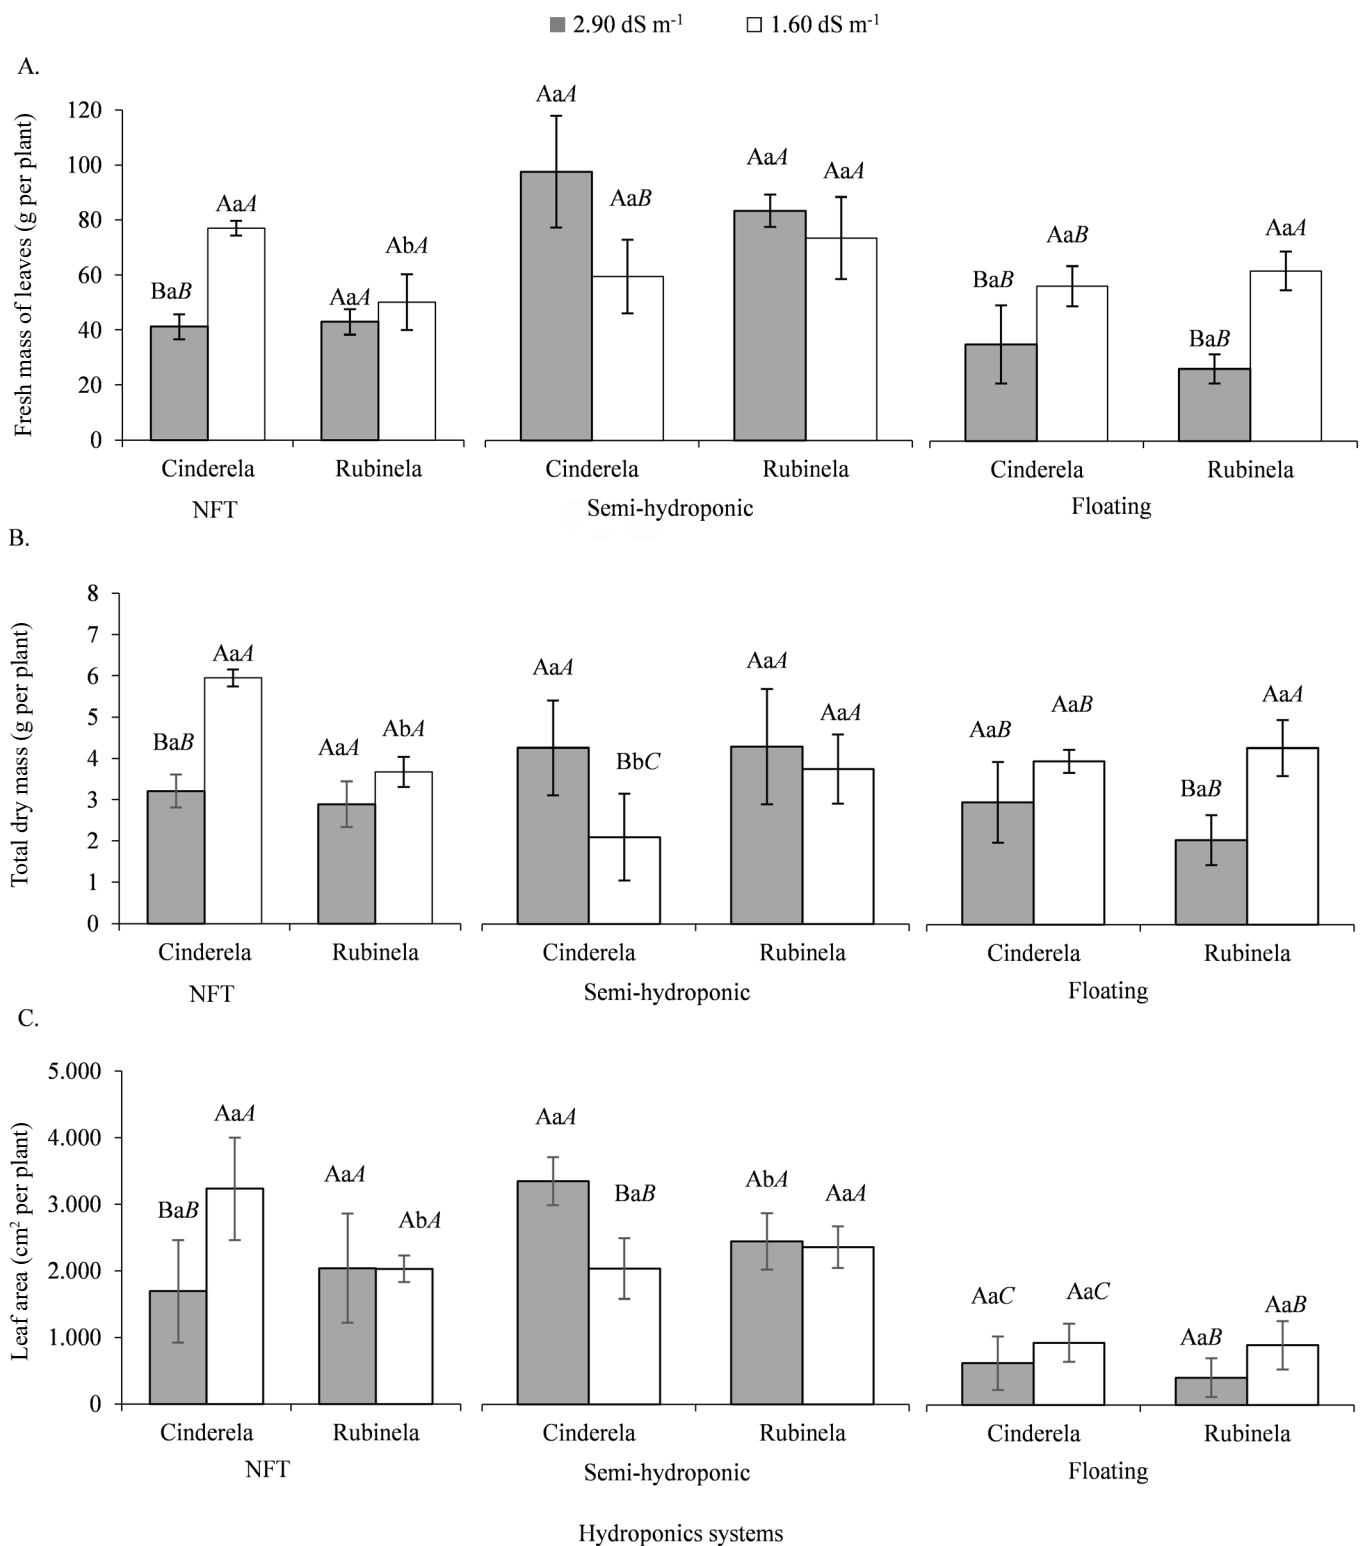 2.90 dS m⁻¹ 1.60 dS m⁻¹
A.
Fresh mass of leaves (g per plant)
120
100
80
60
40
20
0
BaB AaA AaA AbA AaA AaB AaA AaA BaB AaB BaB AaA
Cinderela Rubinela Cinderela Rubinela Cinderela Rubinela
NFT Semi-hydroponic Floating
B.
Total dry mass (g per plant)
8
7
6
5
4
3
2
1
0
BaB AaA AaA AbA AaA BbC AaA AaA AaB AaB BaB AaA
Cinderela Rubinela Cinderela Rubinela Cinderela Rubinela
NFT Semi-hydroponic Floating
C.
Leaf area (cm² per plant)
5.000
4.000
3.000
2.000
1.000
0
BaB AaA AaA AbA AaA BaB AbA AaA AaC AaC AaB AaB
Cinderela Rubinela Cinderela Rubinela Cinderela Rubinela
NFT Semi-hydroponic Floating
Hydroponics systems